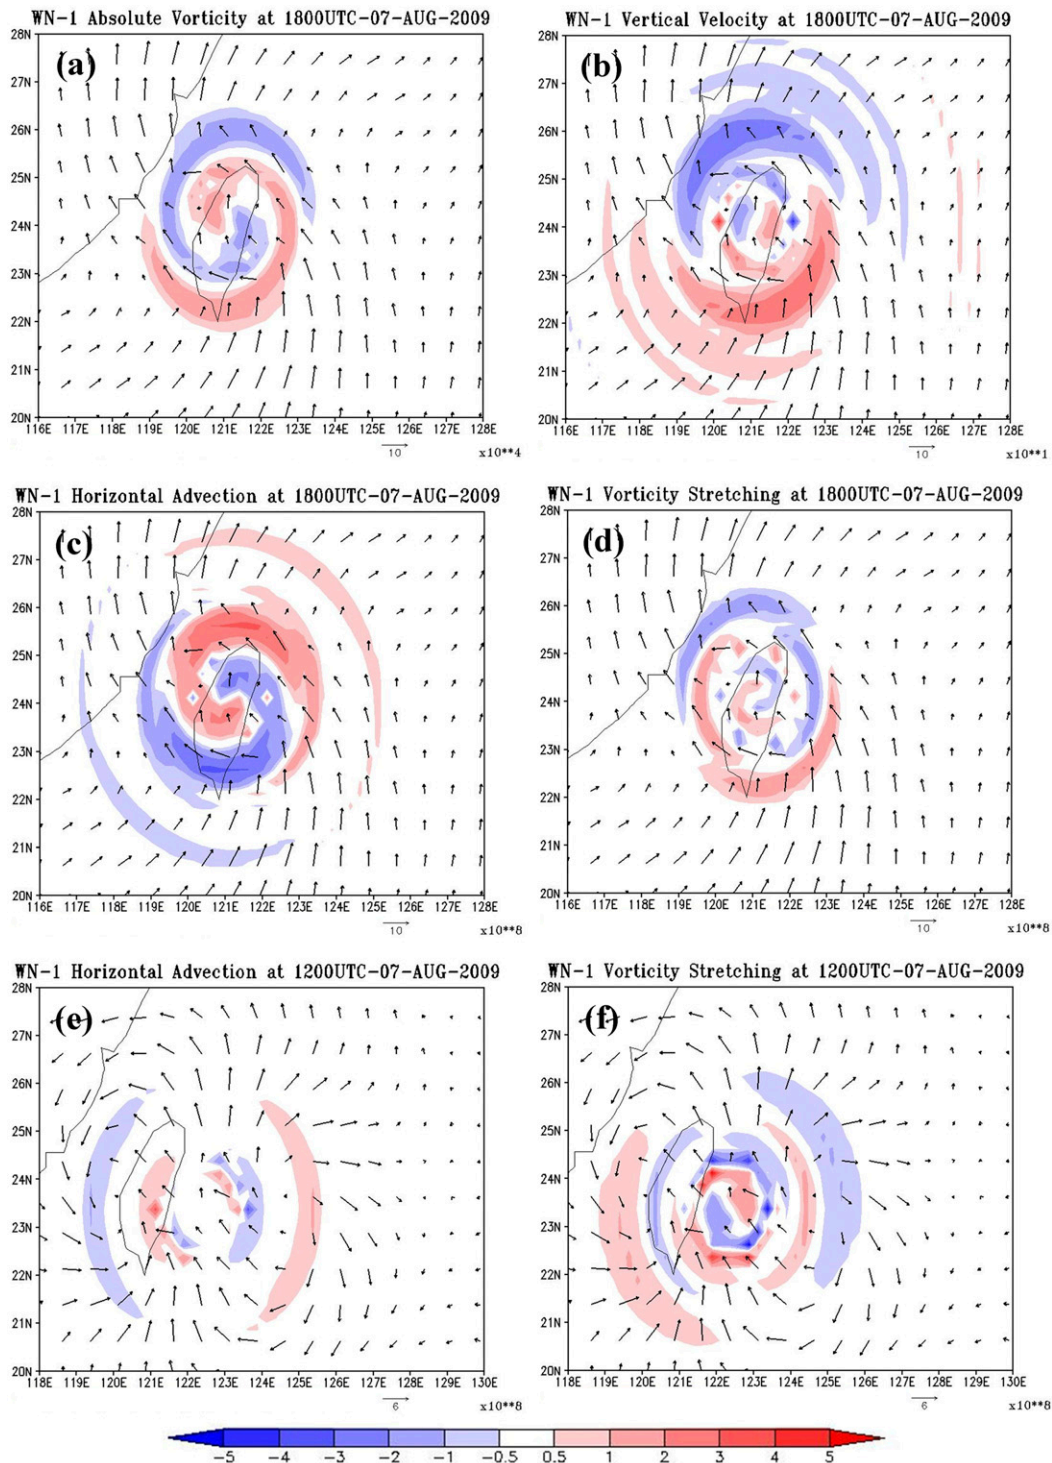 WN-1 Absolute Vorticity at 1800UTC-07-AUG-2009
(a)
28N
27N
26N
25N
24N
23N
22N
21N
20N
116E 117E 118E 119E 120E 121E 122E 123E 124E 125E 126E 127E 128E
10
x10**4
WN-1 Vertical Velocity at 1800UTC-07-AUG-2009
(b)
28N
27N
26N
25N
24N
23N
22N
21N
20N
116E 117E 118E 119E 120E 121E 122E 123E 124E 125E 126E 127E 128E
10
x10**1
WN-1 Horizontal Advection at 1800UTC-07-AUG-2009
(c)
28N
27N
26N
25N
24N
23N
22N
21N
20N
116E 117E 118E 119E 120E 121E 122E 123E 124E 125E 126E 127E 128E
10
x10**8
WN-1 Vorticity Stretching at 1800UTC-07-AUG-2009
(d)
28N
27N
26N
25N
24N
23N
22N
21N
20N
116E 117E 118E 119E 120E 121E 122E 123E 124E 125E 126E 127E 128E
10
x10**8
WN-1 Horizontal Advection at 1200UTC-07-AUG-2009
(e)
28N
27N
26N
25N
24N
23N
22N
21N
20N
118E 119E 120E 121E 122E 123E 124E 125E 126E 127E 128E 129E 130E
6
x10**8
WN-1 Vorticity Stretching at 1200UTC-07-AUG-2009
(f)
28N
27N
26N
25N
24N
23N
22N
21N
20N
118E 119E 120E 121E 122E 123E 124E 125E 126E 127E 128E 129E 130E
6
x10**8
-5 -4 -3 -2 -1 -0.5 0.5 1 2 3 4 5